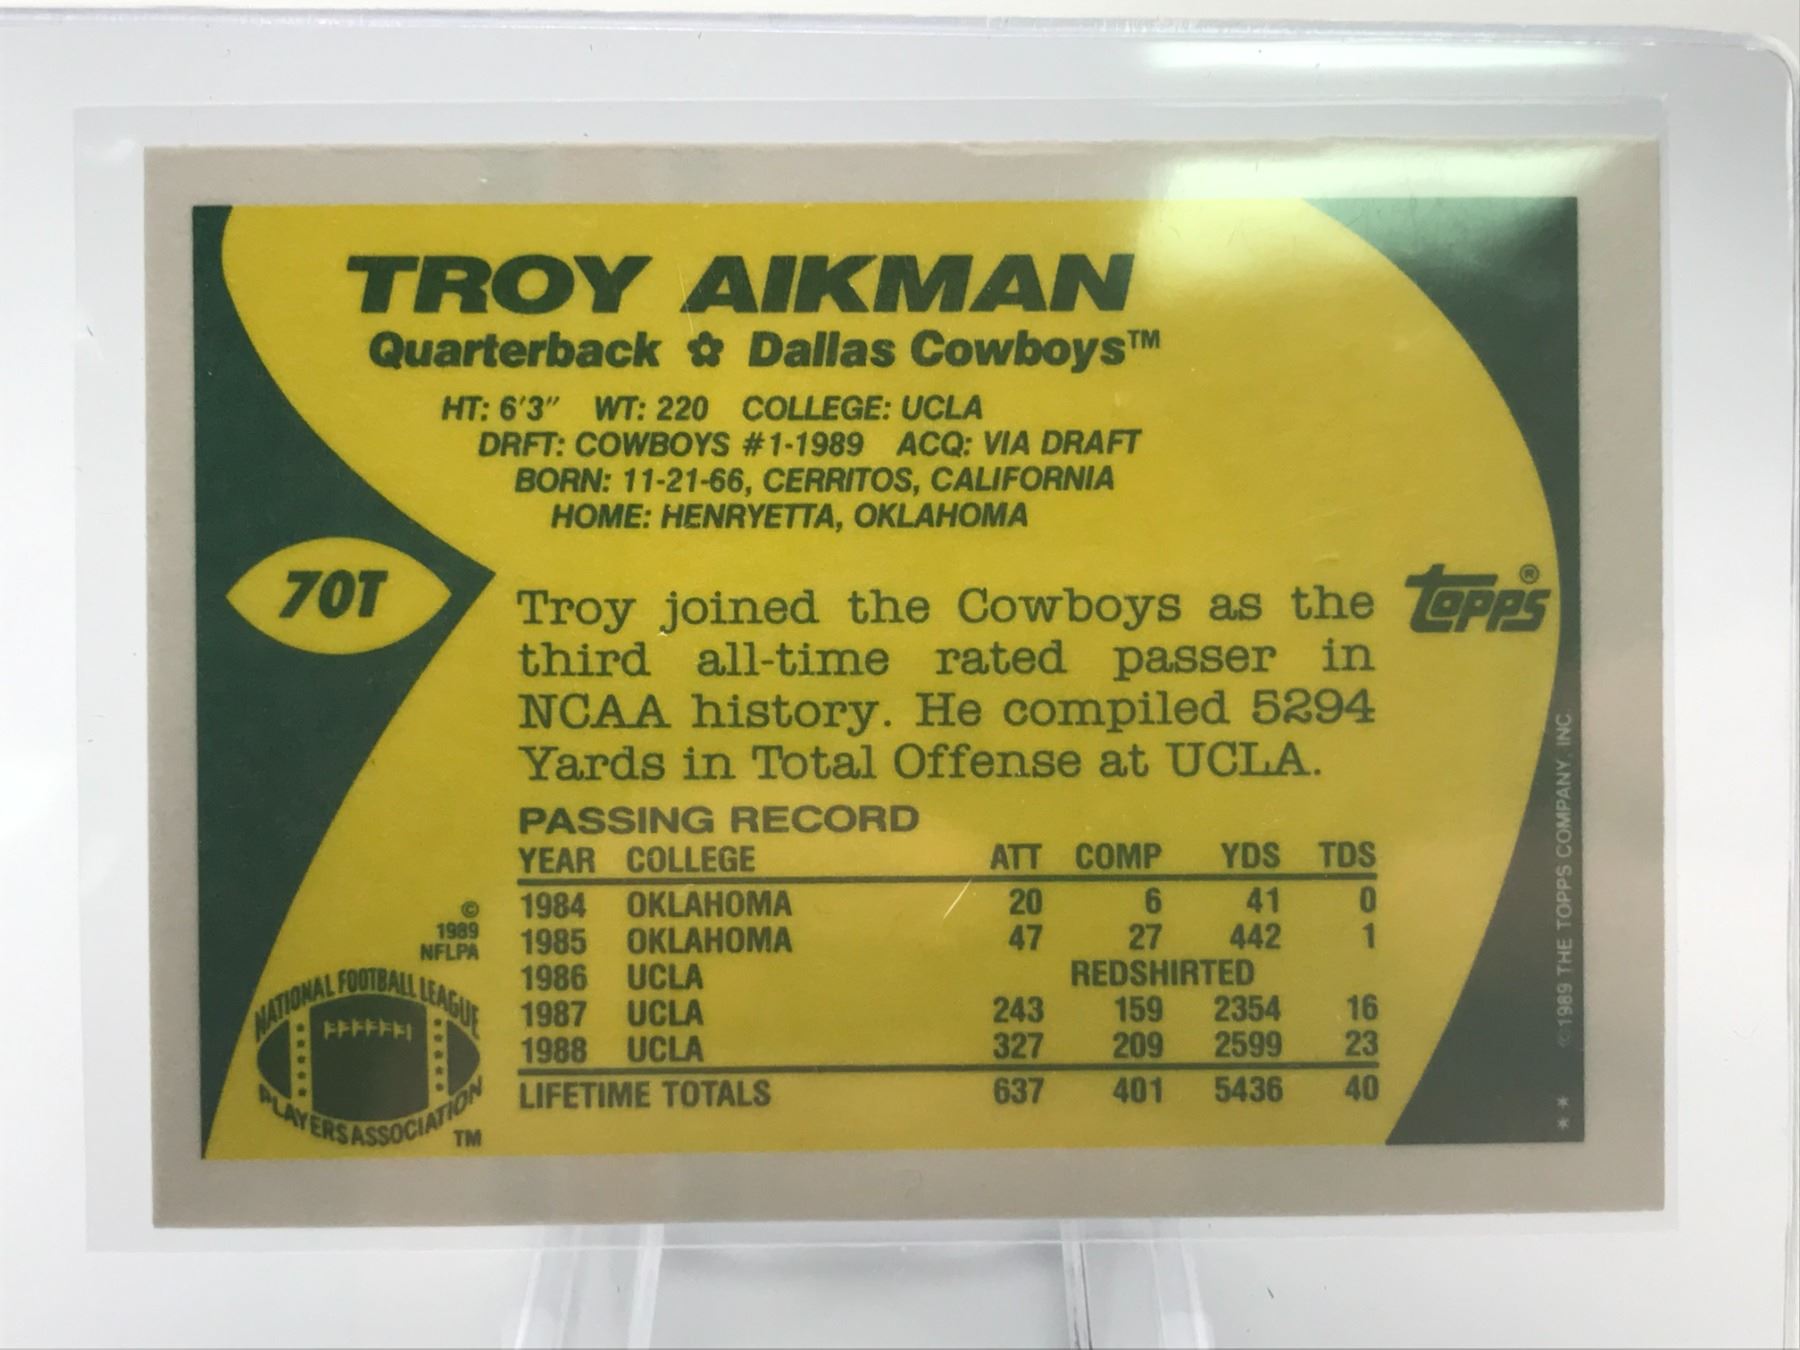 TROY AIKMAN
Quarterback ✿ Dallas Cowboys™
HT: 6'3" WT: 220 COLLEGE: UCLA
DRFT: COWBOYS #1-1989 ACQ: VIA DRAFT
BORN: 11-21-66, CERRITOS, CALIFORNIA
HOME: HENRYETTA, OKLAHOMA
70T
Troy joined the Cowboys as the
third all-time rated passer in
NCAA history. He compiled 5294
Yards in Total Offense at UCLA.
topps®
PASSING RECORD
YEAR COLLEGE ATT COMP YDS TDS
1984 OKLAHOMA 20 6 41 0
1985 OKLAHOMA 47 27 442 1
1986 UCLA REDSHIRTED
1987 UCLA 243 159 2354 16
1988 UCLA 327 209 2599 23
LIFETIME TOTALS 637 401 5436 40
©
1989
NFLPA
NATIONAL FOOTBALL LEAGUE
PLAYERS ASSOCIATION
TM
** ©1989 THE TOPPS COMPANY, INC.